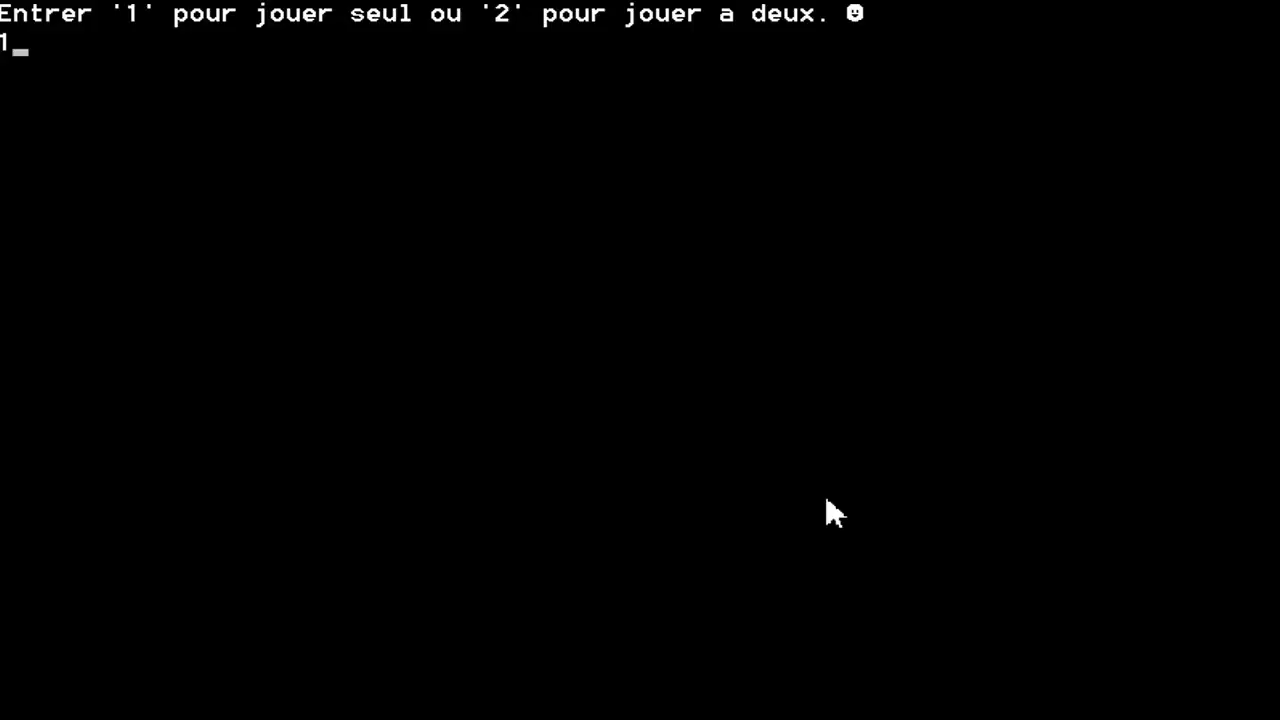 Entrer '1' pour jouer seul ou '2' pour jouer a deux. ☻
1_